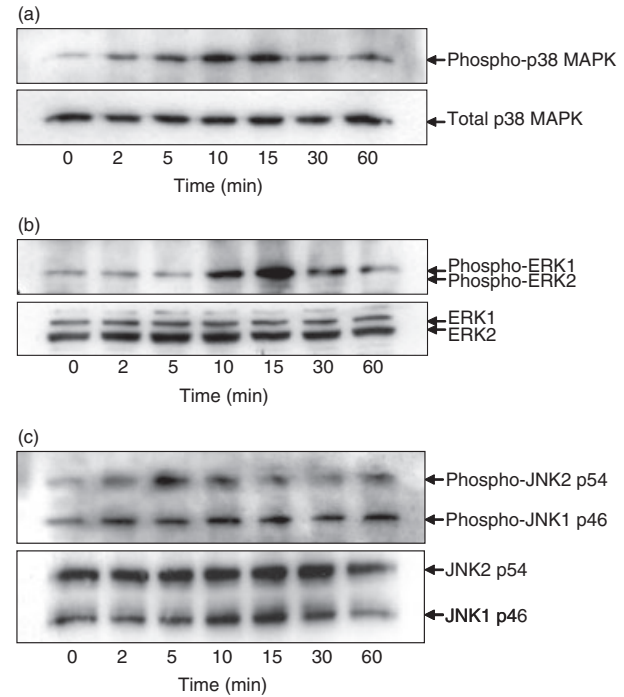 (a)
Phospho-p38 MAPK
Total p38 MAPK
0 2 5 10 15 30 60
Time (min)
(b)
Phospho-ERK1
Phospho-ERK2
ERK1
ERK2
0 2 5 10 15 30 60
Time (min)
(c)
Phospho-JNK2 p54
Phospho-JNK1 p46
JNK2 p54
JNK1 p46
0 2 5 10 15 30 60
Time (min)